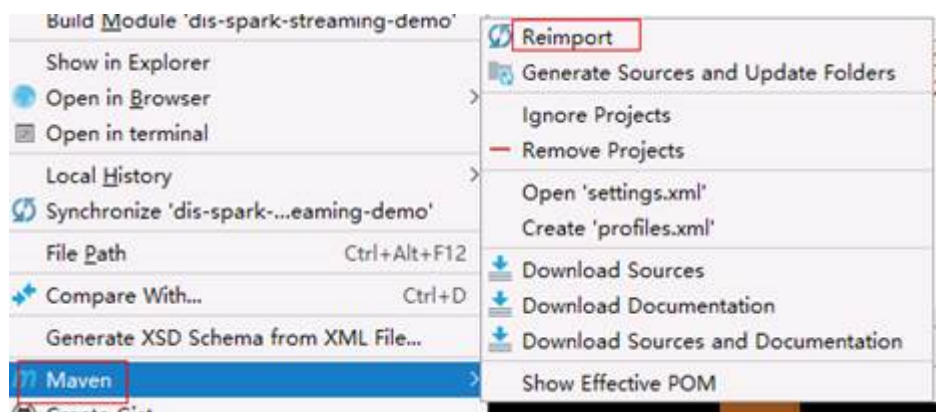 Build Module 'dis-spark-streaming-demo'
Show in Explorer
Open in Browser
Open in terminal
Local History
Synchronize 'dis-spark-...eaming-demo'
File Path Ctrl+Alt+F12
Compare With... Ctrl+D
Generate XSD Schema from XML File...
Maven
Create Gist
Reimport
Generate Sources and Update Folders
Ignore Projects
Remove Projects
Open 'settings.xml'
Create 'profiles.xml'
Download Sources
Download Documentation
Download Sources and Documentation
Show Effective POM